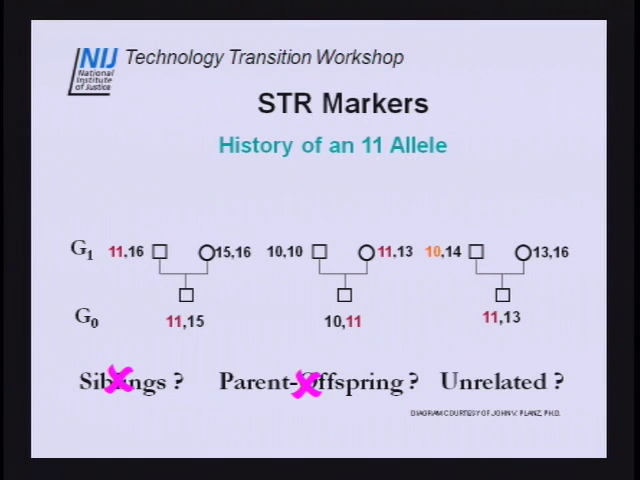 NIJ
National
Institute
of Justice
Technology Transition Workshop
STR Markers
History of an 11 Allele
G1 11,16 15,16 10,10 11,13 10,14 13,16
G0 11,15 10,11 11,13
Siblings ? Parent-Offspring ? Unrelated ?
DIAGRAM COURTESY OF JOHN V. PLANZ, PH.D.